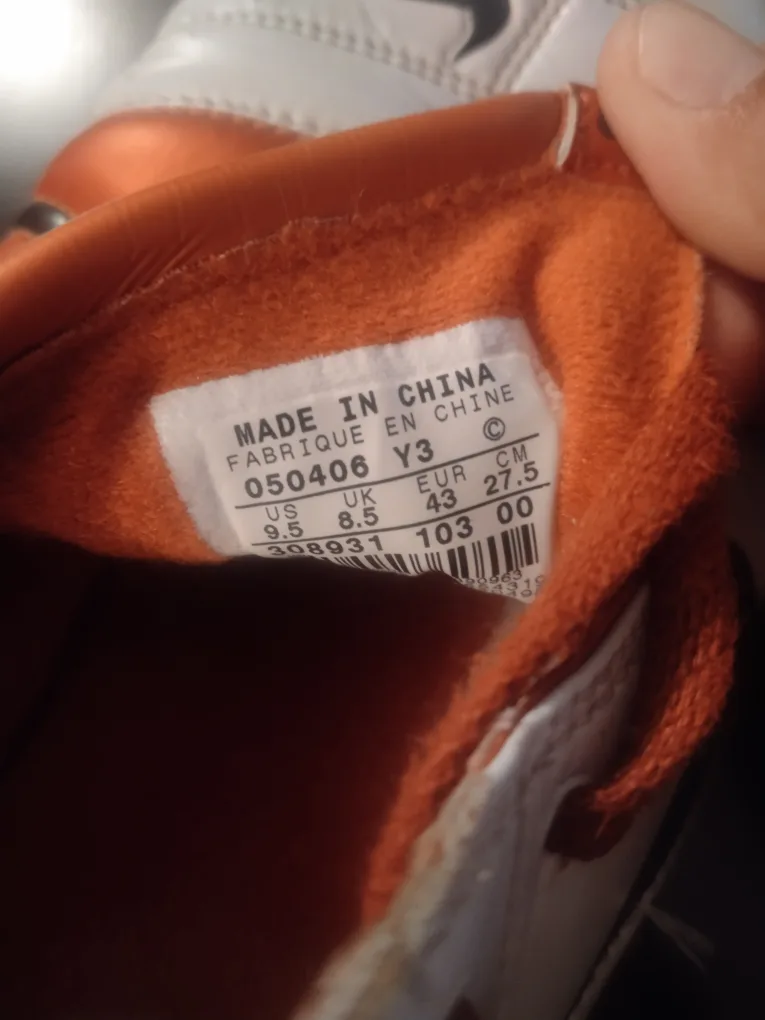 MADE IN CHINA
FABRIQUE EN CHINE
050406 Y3 ©
US UK EUR CM
9.5 8.5 43 27.5
308931 103 00